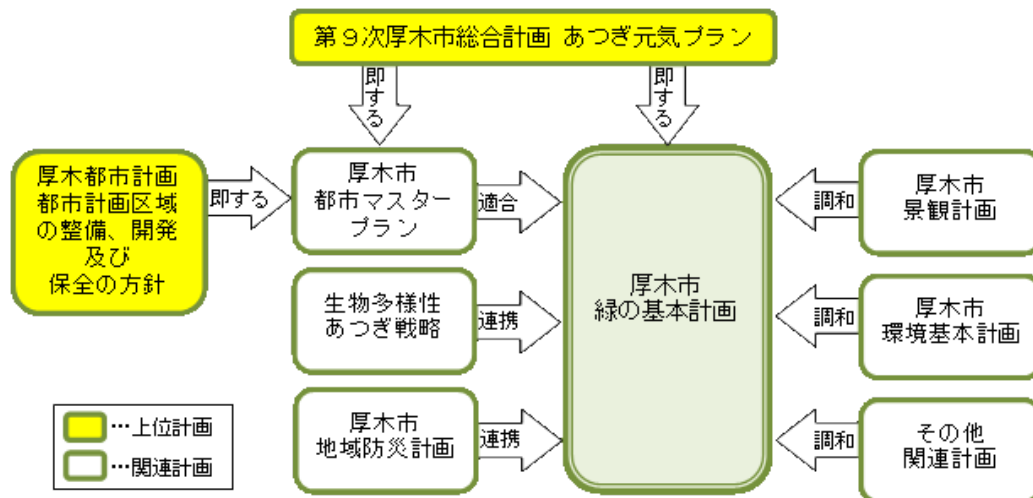 第９次厚木市総合計画 あつぎ元気プラン
即する
即する
厚木都市計画
都市計画区域
の整備、開発
及び
保全の方針
即する
厚木市
都市マスター
プラン
適合
生物多様性
あつぎ戦略
連携
厚木市
地域防災計画
連携
厚木市
緑の基本計画
調和
厚木市
景観計画
調和
厚木市
環境基本計画
調和
その他
関連計画
…上位計画
…関連計画